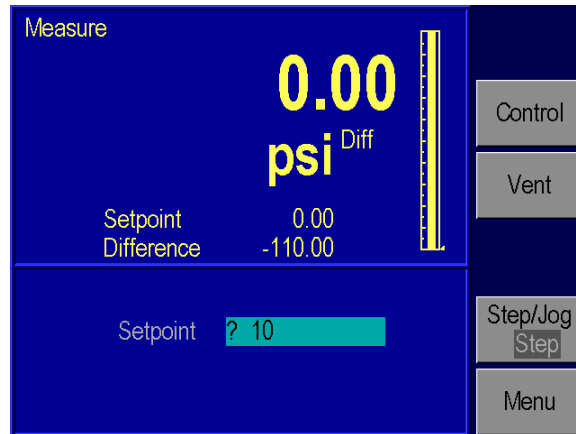 Measure
0.00
psi Diff
Setpoint 0.00
Difference -110.00
Setpoint ? 10
Control
Vent
Step/Jog
Step
Menu